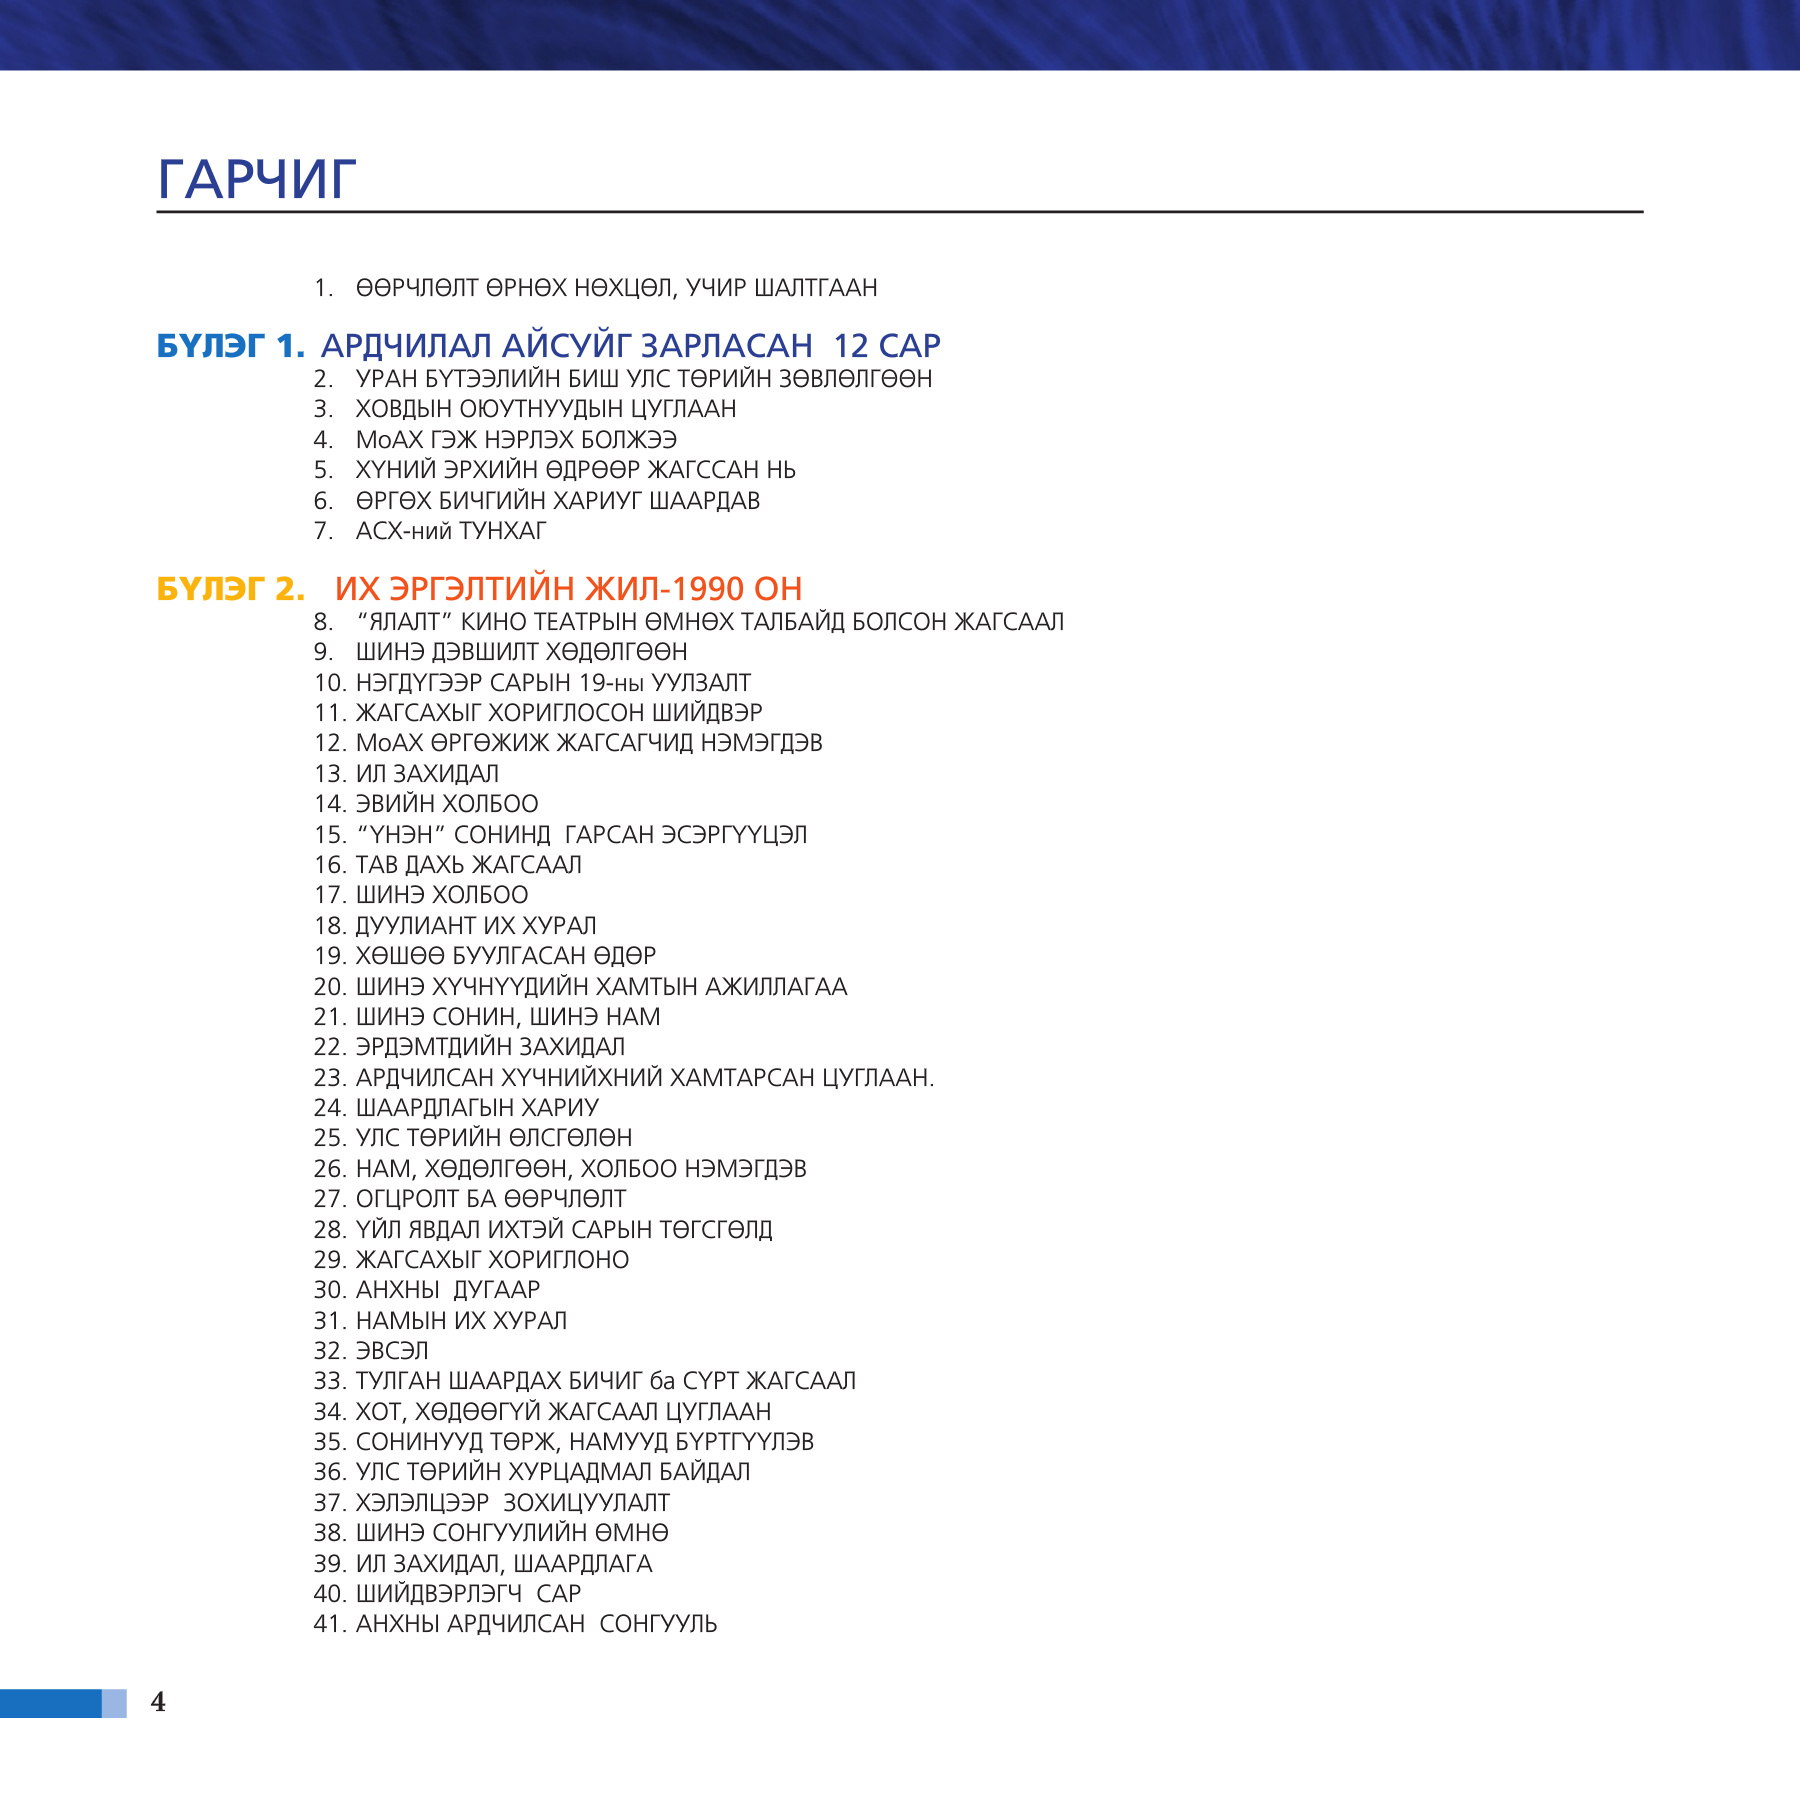 ГАРЧИГ
1. ӨӨРЧЛӨЛТ ӨРНӨХ НӨХЦӨЛ, УЧИР ШАЛТГААН
БҮЛЭГ 1. АРДЧИЛАЛ АЙСУЙГ ЗАРЛАСАН 12 САР
2. УРАН БҮТЭЭЛИЙН БИШ УЛС ТӨРИЙН ЗӨВЛӨЛГӨӨН
3. ХОВДЫН ОЮУТНУУДЫН ЦУГЛААН
4. МоАХ ГЭЖ НЭРЛЭХ БОЛЖЭЭ
5. ХҮНИЙ ЭРХИЙН ӨДРӨӨР ЖАГССАН НЬ
6. ӨРГӨХ БИЧГИЙН ХАРИУГ ШААРДАВ
7. АСХ-ний ТУНХАГ
БҮЛЭГ 2. ИХ ЭРГЭЛТИЙН ЖИЛ-1990 ОН
8. “ЯЛАЛТ” КИНО ТЕАТРЫН ӨМНӨХ ТАЛБАЙД БОЛСОН ЖАГСААЛ
9. ШИНЭ ДЭВШИЛТ ХӨДӨЛГӨӨН
10. НЭГДҮГЭЭР САРЫН 19-ны УУЛЗАЛТ
11. ЖАГСАХЫГ ХОРИГЛОСОН ШИЙДВЭР
12. МоАХ ӨРГӨЖИЖ ЖАГСАГЧИД НЭМЭГДЭВ
13. ИЛ ЗАХИДАЛ
14. ЭВИЙН ХОЛБОО
15. “ҮНЭН” СОНИНД ГАРСАН ЭСЭРГҮҮЦЭЛ
16. ТАВ ДАХЬ ЖАГСААЛ
17. ШИНЭ ХОЛБОО
18. ДУУЛИАНТ ИХ ХУРАЛ
19. ХӨШӨӨ БУУЛГАСАН ӨДӨР
20. ШИНЭ ХҮЧНҮҮДИЙН ХАМТЫН АЖИЛЛАГАА
21. ШИНЭ СОНИН, ШИНЭ НАМ
22. ЭРДЭМТДИЙН ЗАХИДАЛ
23. АРДЧИЛСАН ХҮЧНИЙХНИЙ ХАМТАРСАН ЦУГЛААН.
24. ШААРДЛАГЫН ХАРИУ
25. УЛС ТӨРИЙН ӨЛСГӨЛӨН
26. НАМ, ХӨДӨЛГӨӨН, ХОЛБОО НЭМЭГДЭВ
27. ОГЦРОЛТ БА ӨӨРЧЛӨЛТ
28. ҮЙЛ ЯВДАЛ ИХТЭЙ САРЫН ТӨГСГӨЛД
29. ЖАГСАХЫГ ХОРИГЛОНО
30. АНХНЫ ДУГААР
31. НАМЫН ИХ ХУРАЛ
32. ЭВСЭЛ
33. ТУЛГАН ШААРДАХ БИЧИГ ба СҮРТ ЖАГСААЛ
34. ХОТ, ХӨДӨӨГҮЙ ЖАГСААЛ ЦУГЛААН
35. СОНИНУУД ТӨРЖ, НАМУУД БҮРТГҮҮЛЭВ
36. УЛС ТӨРИЙН ХУРЦАДМАЛ БАЙДАЛ
37. ХЭЛЭЛЦЭЭР ЗОХИЦУУЛАЛТ
38. ШИНЭ СОНГУУЛИЙН ӨМНӨ
39. ИЛ ЗАХИДАЛ, ШААРДЛАГА
40. ШИЙДВЭРЛЭГЧ САР
41. АНХНЫ АРДЧИЛСАН СОНГУУЛЬ
4